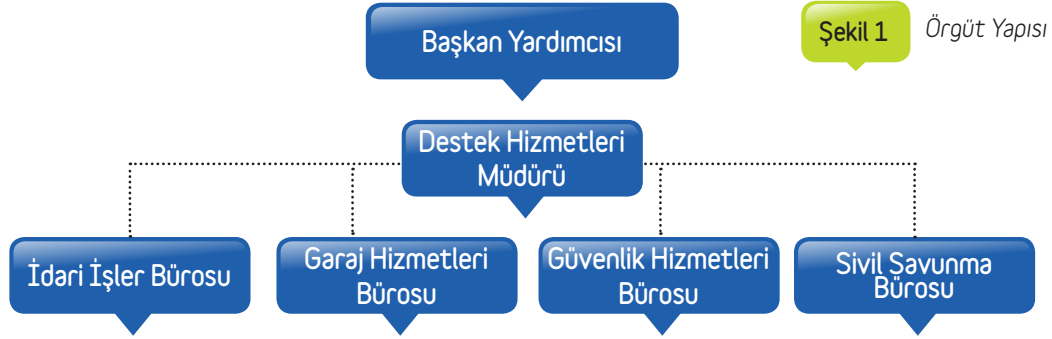 Başkan Yardımcısı
Şekil 1
Örgüt Yapısı
Destek Hizmetleri
Müdürü
İdari İşler Bürosu
Garaj Hizmetleri
Bürosu
Güvenlik Hizmetleri
Bürosu
Sivil Savunma
Bürosu